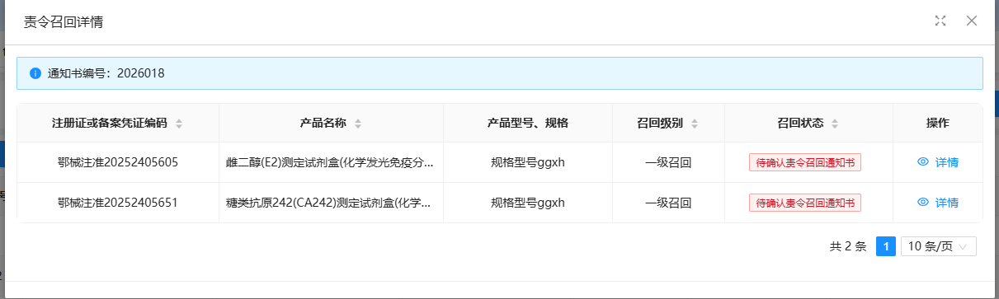 责令召回详情
通知书编号：2026018
注册证或备案凭证编码 产品名称 产品型号、规格 召回级别 召回状态 操作
鄂械注准20252405605 雌二醇(E2)测定试剂盒(化学发光免疫分... 规格型号ggxh 一级召回 待确认责令召回通知书 详情
鄂械注准20252405651 糖类抗原242(CA242)测定试剂盒(化学... 规格型号ggxh 一级召回 待确认责令召回通知书 详情
共 2 条 1 10 条/页